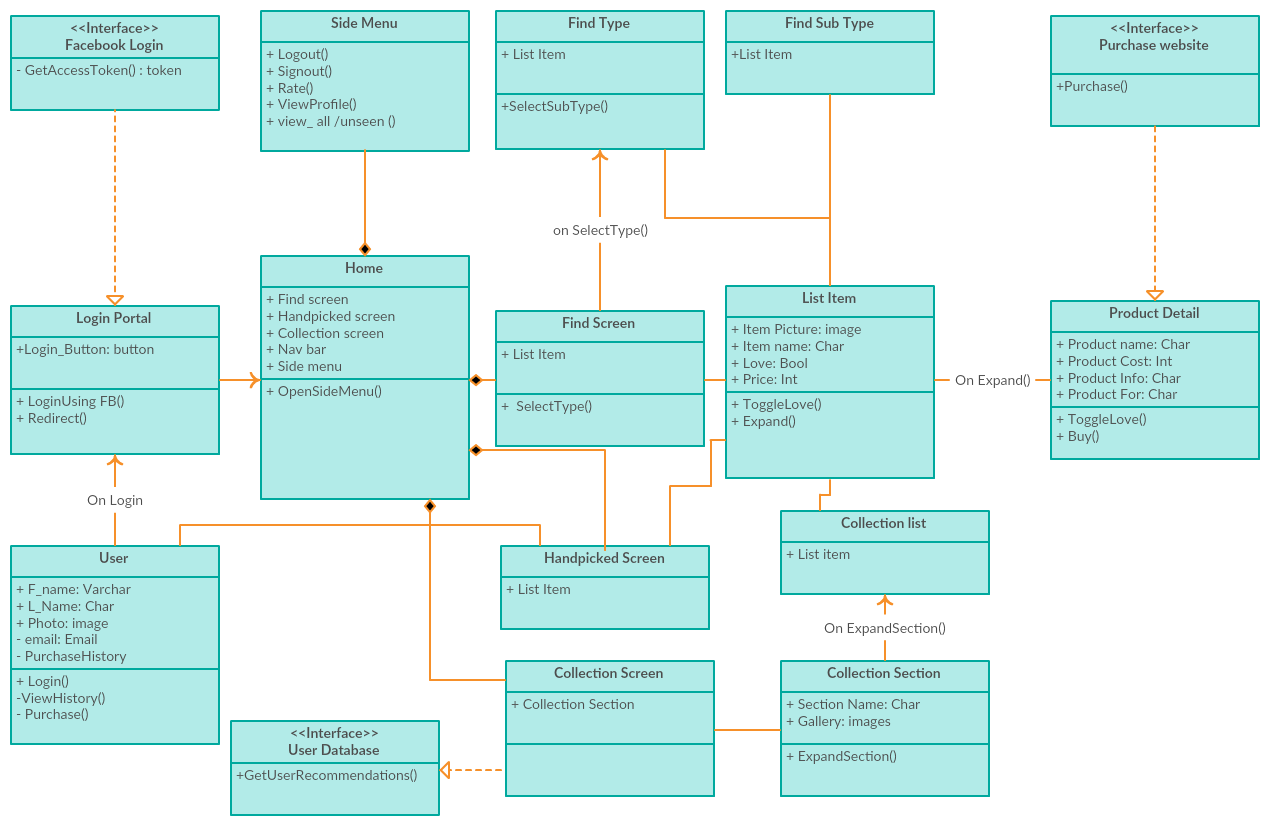 <<Interface>>
Facebook Login
- GetAccessToken() : token
Side Menu
+ Logout()
+ Signout()
+ Rate()
+ ViewProfile()
+ view_ all /unseen ()
Find Type
+ List Item
+SelectSubType()
Find Sub Type
+List Item
<<Interface>>
Purchase website
+Purchase()
on SelectType()
Login Portal
+Login_Button: button
+ LoginUsing FB()
+ Redirect()
Home
+ Find screen
+ Handpicked screen
+ Collection screen
+ Nav bar
+ Side menu
+ OpenSideMenu()
Find Screen
+ List Item
+  SelectType()
List Item
+ Item Picture: image
+ Item name: Char
+ Love: Bool
+ Price: Int
+ ToggleLove()
+ Expand()
On Expand()
Product Detail
+ Product name: Char
+ Product Cost: Int
+ Product Info: Char
+ Product For: Char
+ ToggleLove()
+ Buy()
On Login
User
+ F_name: Varchar
+ L_Name: Char
+ Photo: image
- email: Email
- PurchaseHistory
+ Login()
-ViewHistory()
- Purchase()
Handpicked Screen
+ List Item
Collection list
+ List item
On ExpandSection()
Collection Screen
+ Collection Section
Collection Section
+ Section Name: Char
+ Gallery: images
+ ExpandSection()
<<Interface>>
User Database
+GetUserRecommendations()